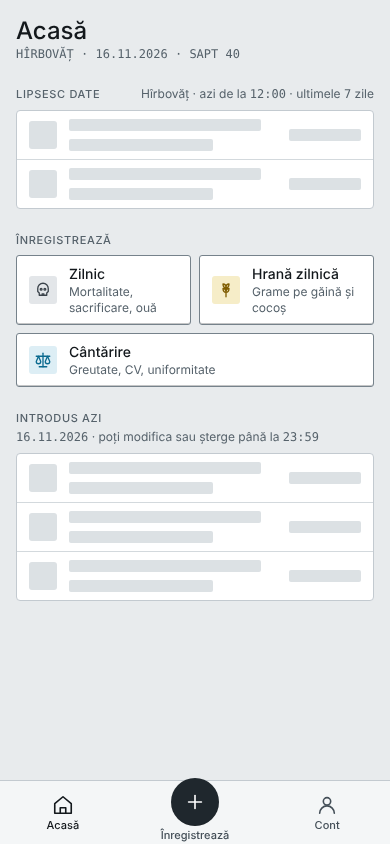 Acasă
HÎRBOVĂȚ · 16.11.2026 · SAPT 40
LIPSESC DATE
Hîrbovăț · azi de la 12:00 · ultimele 7 zile
ÎNREGISTREAZĂ
Zilnic
Mortalitate,
sacrificare, ouă
Hrană zilnică
Grame pe găină și
cocoș
Cântărire
Greutate, CV, uniformitate
INTRODUS AZI
16.11.2026 · poți modifica sau șterge până la 23:59
Acasă
Înregistrează
Cont